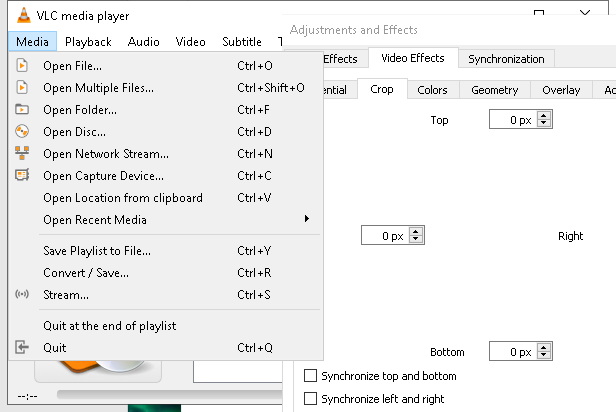 VLC media player
Adjustments and Effects
Media Playback Audio Video Subtitle T
Effects Video Effects Synchronization
ential Crop Colors Geometry Overlay
Open File... Ctrl+O
Open Multiple Files... Ctrl+Shift+O
Open Folder... Ctrl+F
Open Disc... Ctrl+D
Open Network Stream... Ctrl+N
Open Capture Device... Ctrl+C
Open Location from clipboard Ctrl+V
Open Recent Media
Save Playlist to File... Ctrl+Y
Convert / Save... Ctrl+R
Stream... Ctrl+S
Quit at the end of playlist
Quit Ctrl+Q
Top 0 px
0 px Right
Bottom 0 px
Synchronize top and bottom
Synchronize left and right
--:--